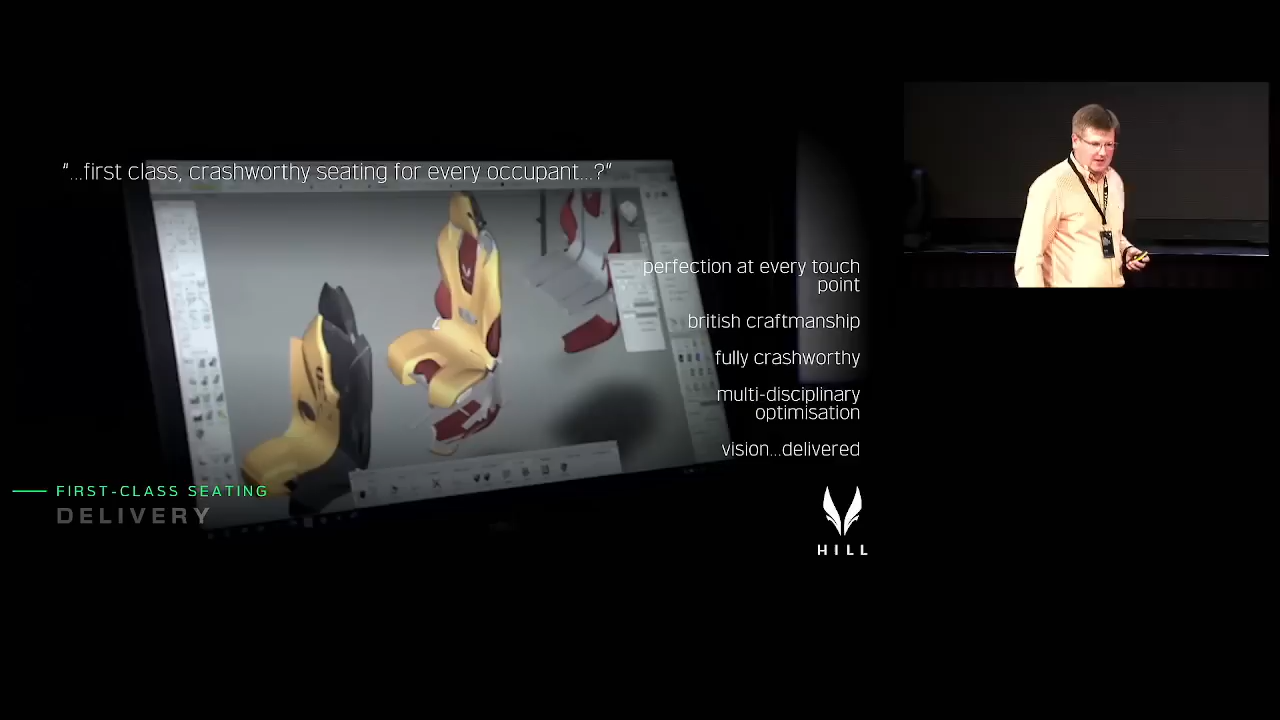 "...first class, crashworthy seating for every occupant...?"
perfection at every touch
point
british craftmanship
fully crashworthy
multi-disciplinary
optimisation
vision...delivered
FIRST-CLASS SEATING
DELIVERY
HILL